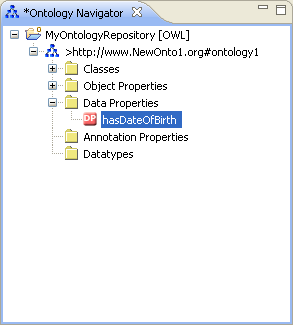 *Ontology Navigator
MyOntologyRepository [OWL]
>http://www.NewOnto1.org#ontology1
Classes
Object Properties
Data Properties
DP hasDateOfBirth
Annotation Properties
Datatypes